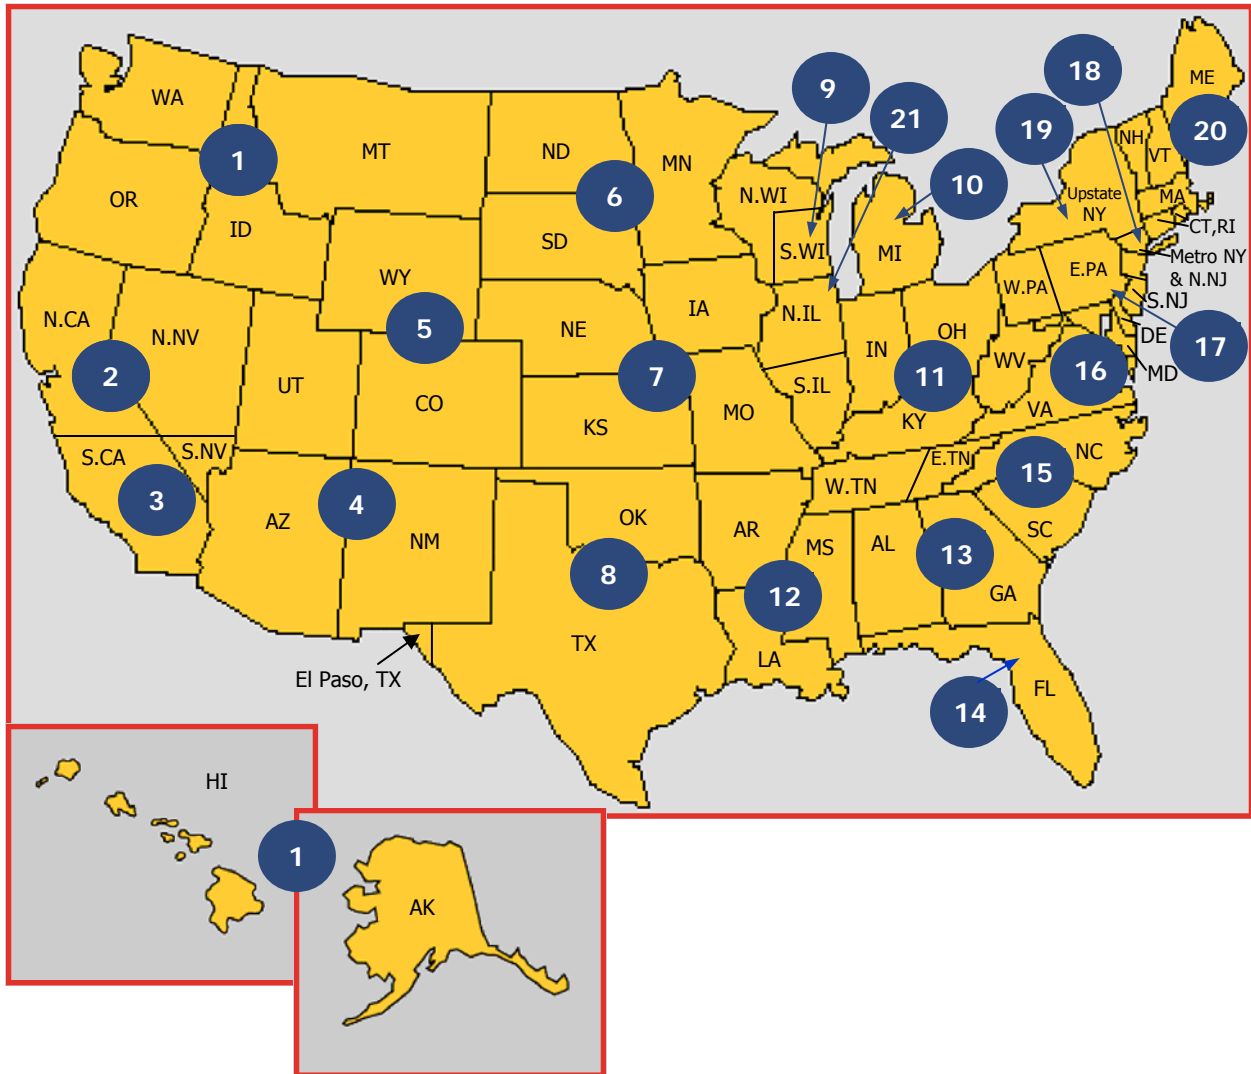 WA
MT
ND
MN
OR
ID
1
WY
SD
6
N.WI
S.WI
9
21
10
MI
18
19
ME
20
NH
VT
Upstate
NY
MA
CT,RI
Metro NY
& N.NJ
E.PA
W.PA
S.NJ
DE
17
MD
16
N.CA
N.NV
2
UT
5
CO
NE
IA
N.IL
7
KS
MO
S.IL
IN
OH
11
WV
KY
VA
S.CA
S.NV
3
AZ
4
NM
OK
8
AR
W.TN
E.TN
15
NC
SC
MS
AL
13
GA
12
TX
LA
El Paso, TX
14
FL
HI
1
AK